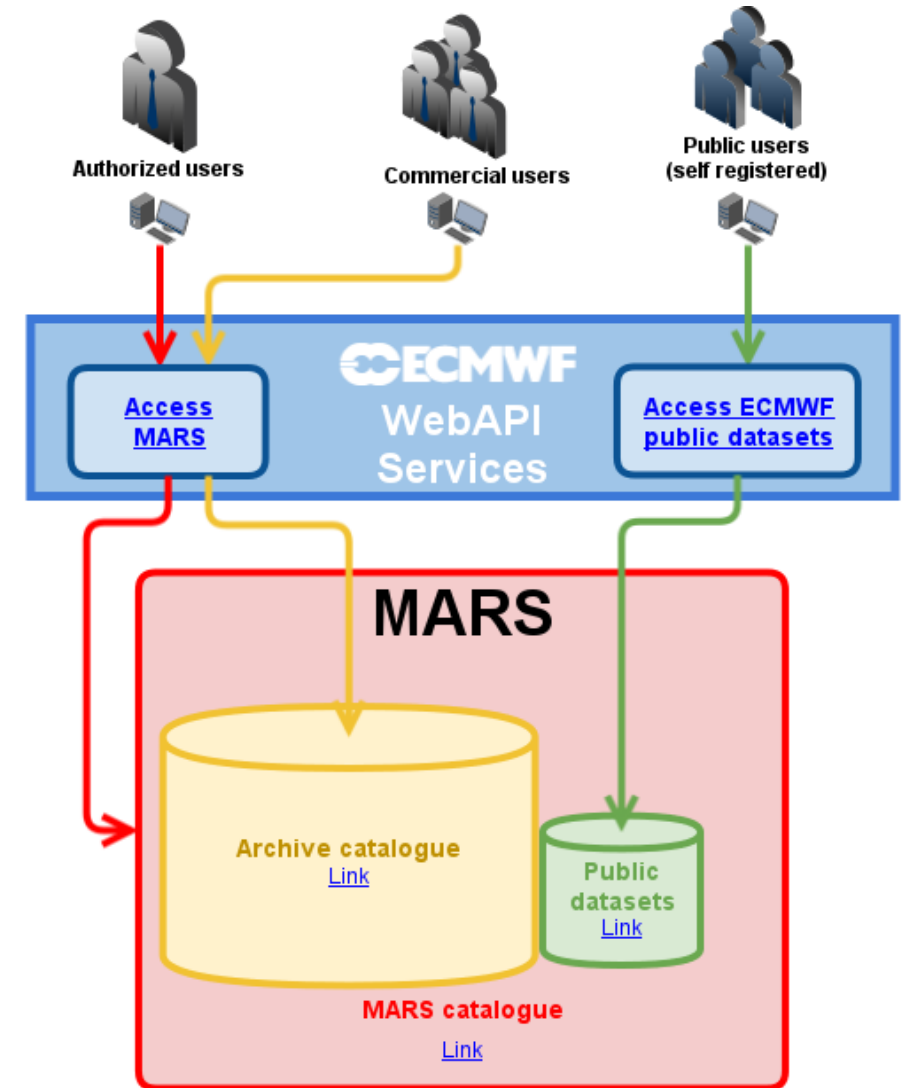 Authorized users
Commercial users
Public users
(self registered)
ECMWF
WebAPI
Services
Access
MARS
Access ECMWF
public datasets
MARS
Archive catalogue
Link
Public
datasets
Link
MARS catalogue
Link